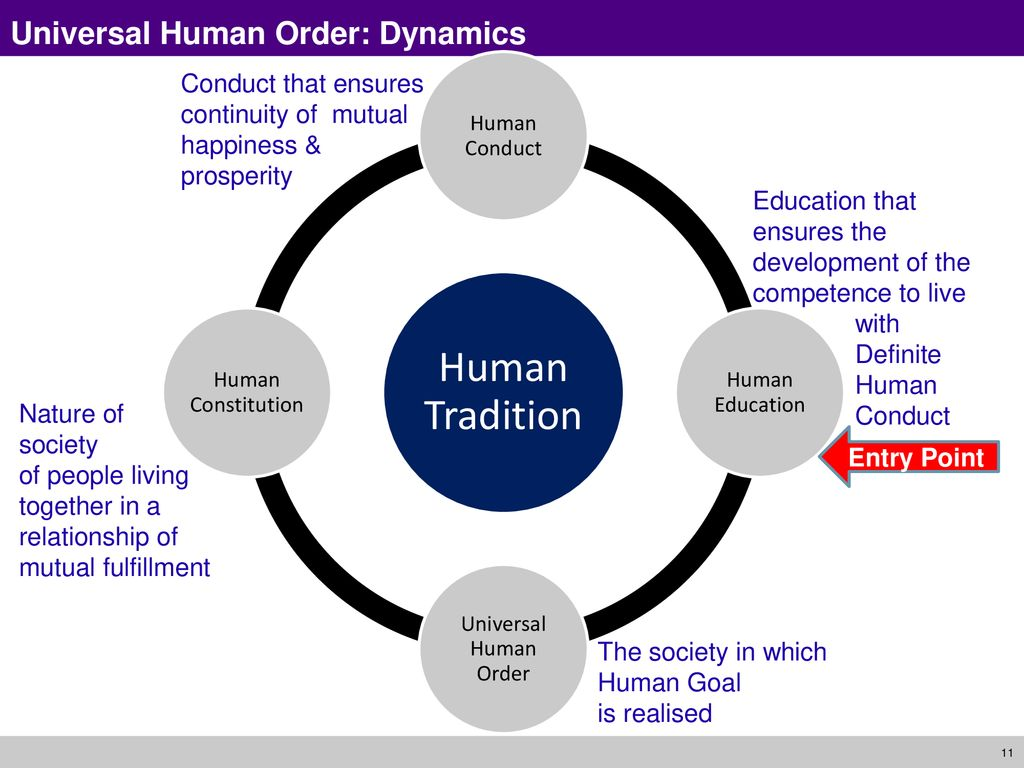 Universal Human Order: Dynamics
Conduct that ensures
continuity of  mutual
happiness &
prosperity
Human
Conduct
Education that
ensures the
development of the
competence to live
with
Definite
Human
Conduct
Human
Education
Entry Point
Human
Tradition
Human
Constitution
Nature of
society
of people living
together in a
relationship of
mutual fulfillment
Universal
Human
Order
The society in which
Human Goal
is realised
11